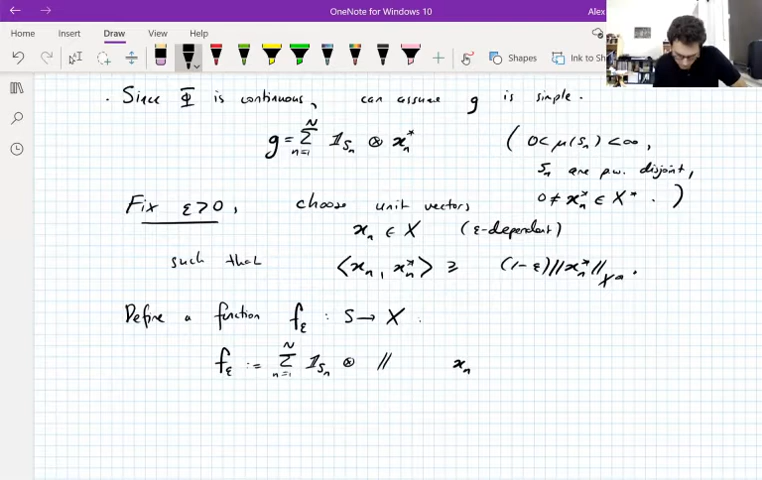 OneNote for Windows 10
Alex
Home Insert Draw View Help
Shapes Ink to Sh
· Since Φ is continuous, can assume g is simple.
g = Σ_{n=1}^{N} 1_{S_n} ⊗ x_n^* ( 0 < μ(S_n) < ∞,
S_n are p.w. disjoint,
0 ≠ x_n^* ∈ X^* . )
Fix ε > 0, choose unit vectors
x_n ∈ X (ε-dependent)
such that ⟨x_n, x_n^*⟩ ≥ (1-ε) ||x_n^*||_{X^*} .
Define a function f_ε : S → X .
f_ε := Σ_{n=1}^{N} 1_{S_n} ⊗ || x_n